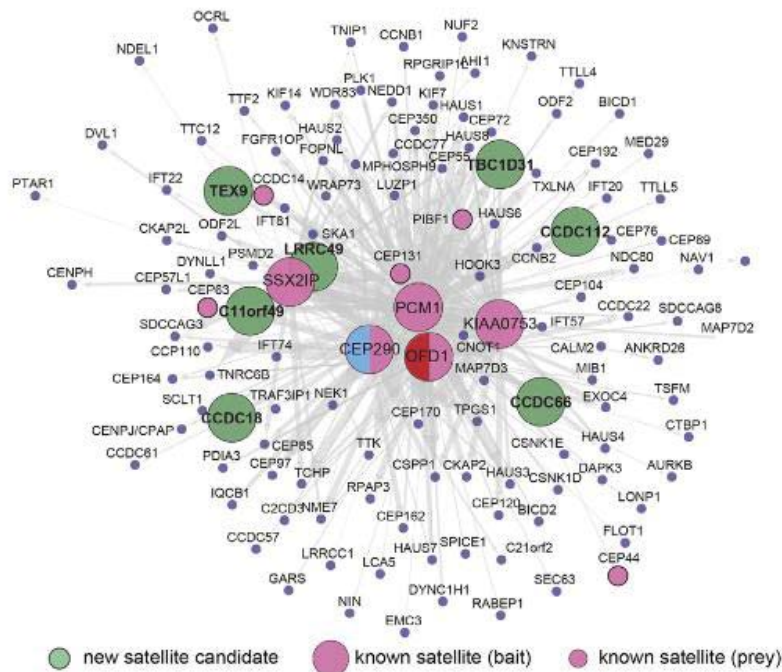 OCRL
NDEL1
TNIP1
CCNB1
NUF2
KNSTRN
RPGRIP1L
AHI1
PLK1
TTLL4
KIF14
WDR83
NEDD1
KIF7
TTF2
HAUS1
ODF2
BICD1
DVL1
TTC12
FGFR1OP
HAUS2
CEP350
CEP72
CCDC77
HAUS8
MED29
FOPNL
MPHOSPH9
CEP55
TBC1D31
CEP192
PTAR1
IFT22
TEX9
CCDC14
WRAP73
LUZP1
TXLNA
IFT20
TTLL5
CKAP2L
ODF2L
IFT81
SKA1
PIBF1
HAUS6
CCDC112
CEP76
CEP89
CENPH
DYNLL1
PSMD2
LRRC49
CEP131
CCNB2
NDC80
NAV1
CEP57L1
CEP63
SSX2IP
HOOK3
CEP104
C11orf49
PCM1
KIAA0753
CCDC22
SDCCAG8
SDCCAG3
IFT57
MAP7D2
CCP110
IFT74
CEP290
OFD1
CNOT1
CALM2
ANKRD26
CEP164
TNRC6B
MAP7D3
MIB1
SCLT1
TRAF3IP1
NEK1
EXOC4
TSFM
CCDC18
CEP170
TPGS1
CCDC66
CENPJ/CPAP
CTBP1
CCDC61
CEP85
TTK
CSNK1E
HAUS4
PDIA3
CEP97
TCHP
CSPP1
CKAP2
HAUS3
CSNK1D
DAPK3
AURKB
IQCB1
RPAP3
C2CD3
NME7
CEP120
BICD2
LONP1
CEP162
CCDC57
LRRCC1
HAUS7
SPICE1
C21orf2
FLOT1
LCA5
CEP44
GARS
DYNC1H1
SEC63
NIN
RABEP1
EMC3
new satellite candidate
known satellite (bait)
known satellite (prey)